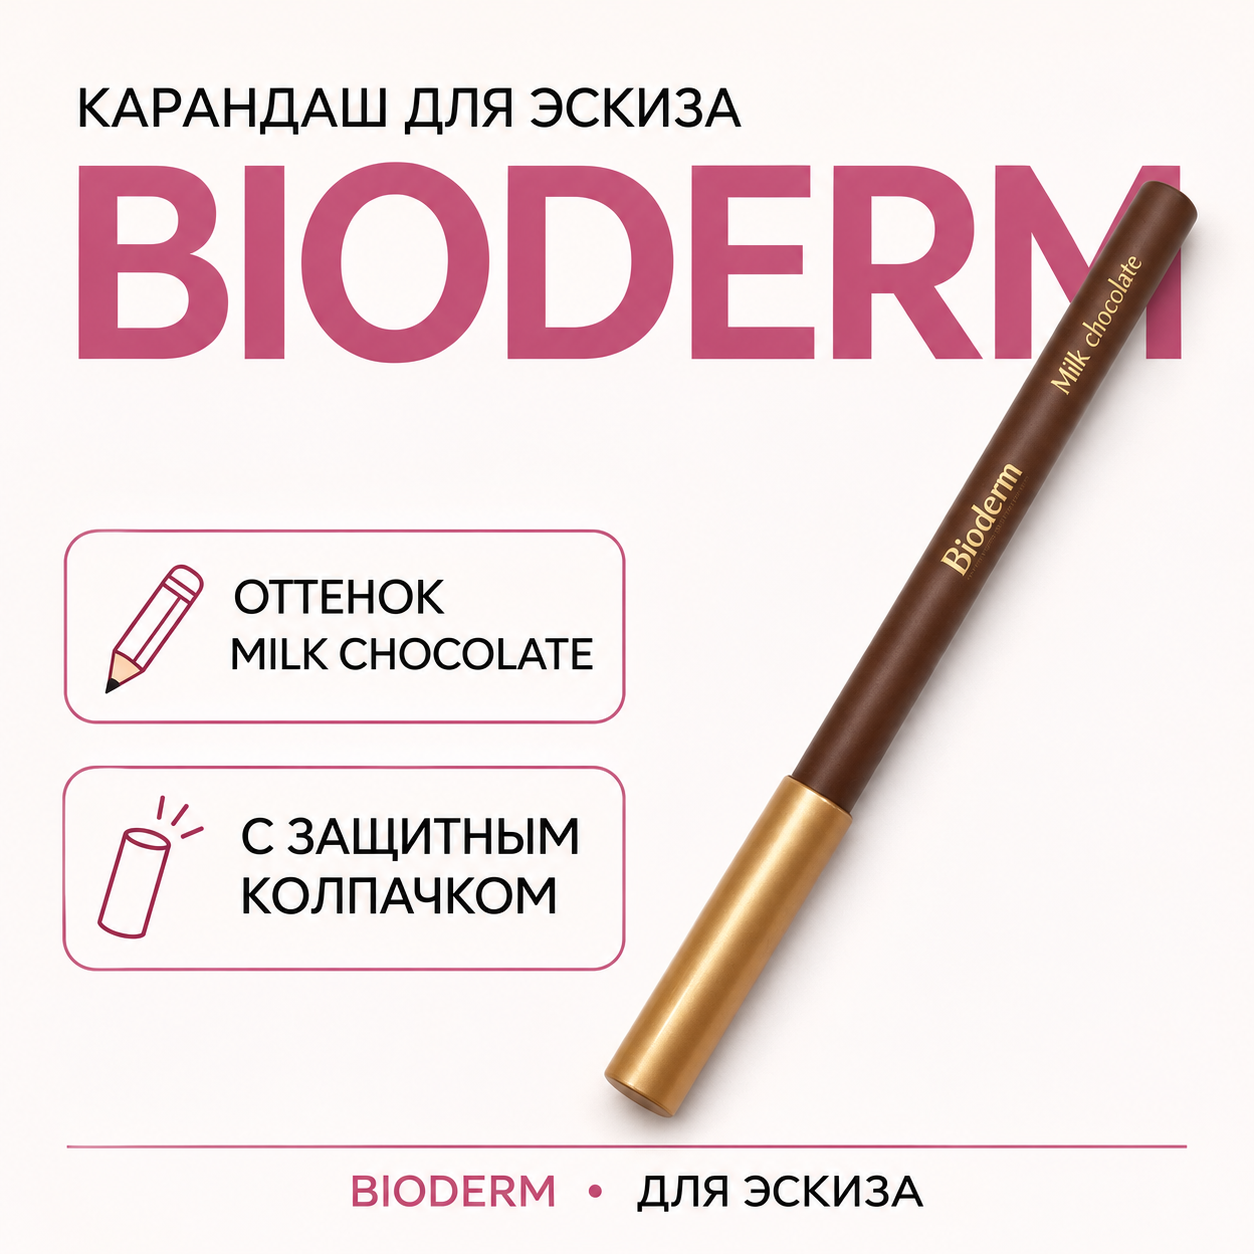 КАРАНДАШ ДЛЯ ЭСКИЗА
BIODERM
Milk chocolate
Bioderm
ОТТЕНОК
MILK CHOCOLATE
С ЗАЩИТНЫМ
КОЛПАЧКОМ
BIODERM • ДЛЯ ЭСКИЗА